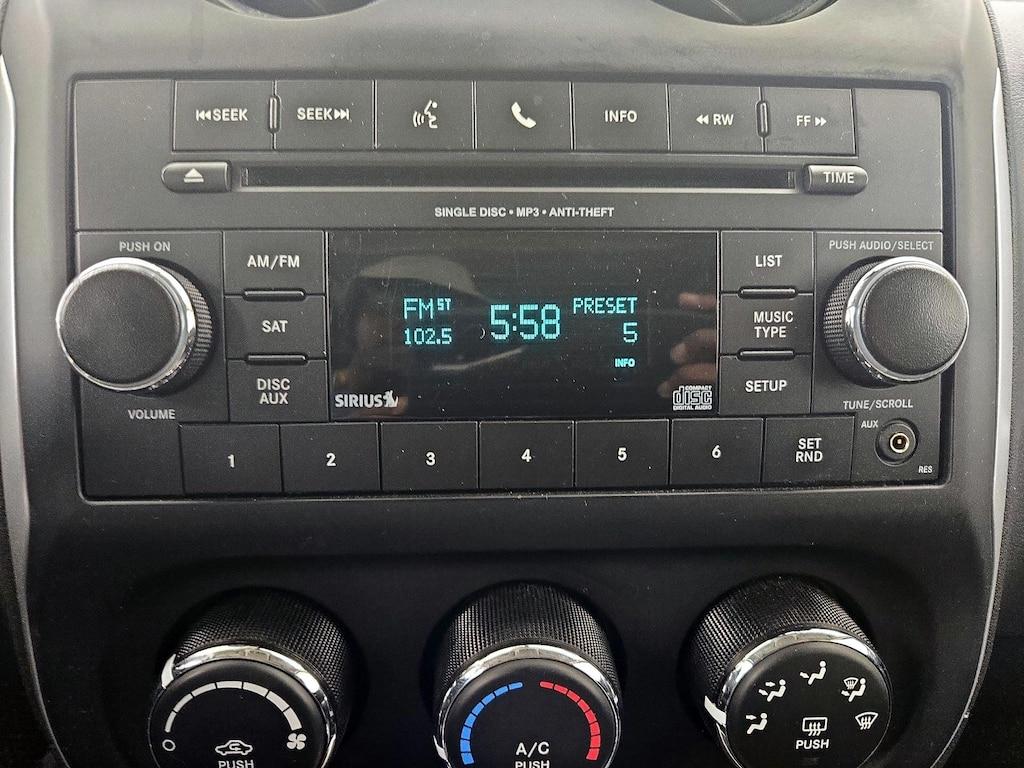 SEEK
SEEK
INFO
RW
FF
TIME
SINGLE DISC • MP3 • ANTI-THEFT
PUSH ON
AM/FM
LIST
PUSH AUDIO/SELECT
FM ST
102.5
5:58
PRESET
5
INFO
SAT
MUSIC
TYPE
DISC
AUX
SETUP
SIRIUS
COMPACT
disc
DIGITAL AUDIO
VOLUME
TUNE/SCROLL
AUX
RES
1
2
3
4
5
6
SET
RND
PUSH
A/C
PUSH
PUSH